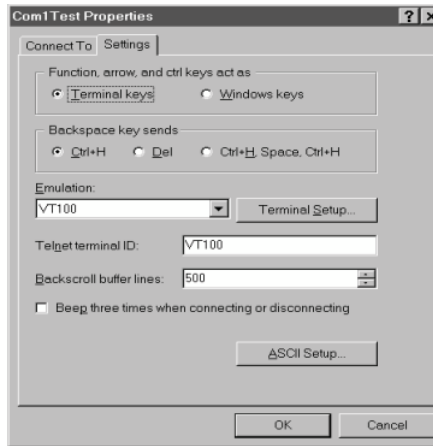 Com1Test Properties
Connect To Settings
Function, arrow, and ctrl keys act as
Terminal keys Windows keys
Backspace key sends
Ctrl+H Del Ctrl+H, Space, Ctrl+H
Emulation:
VT100 Terminal Setup...
Telnet terminal ID: VT100
Backscroll buffer lines: 500
Beep three times when connecting or disconnecting
ASCII Setup...
OK Cancel